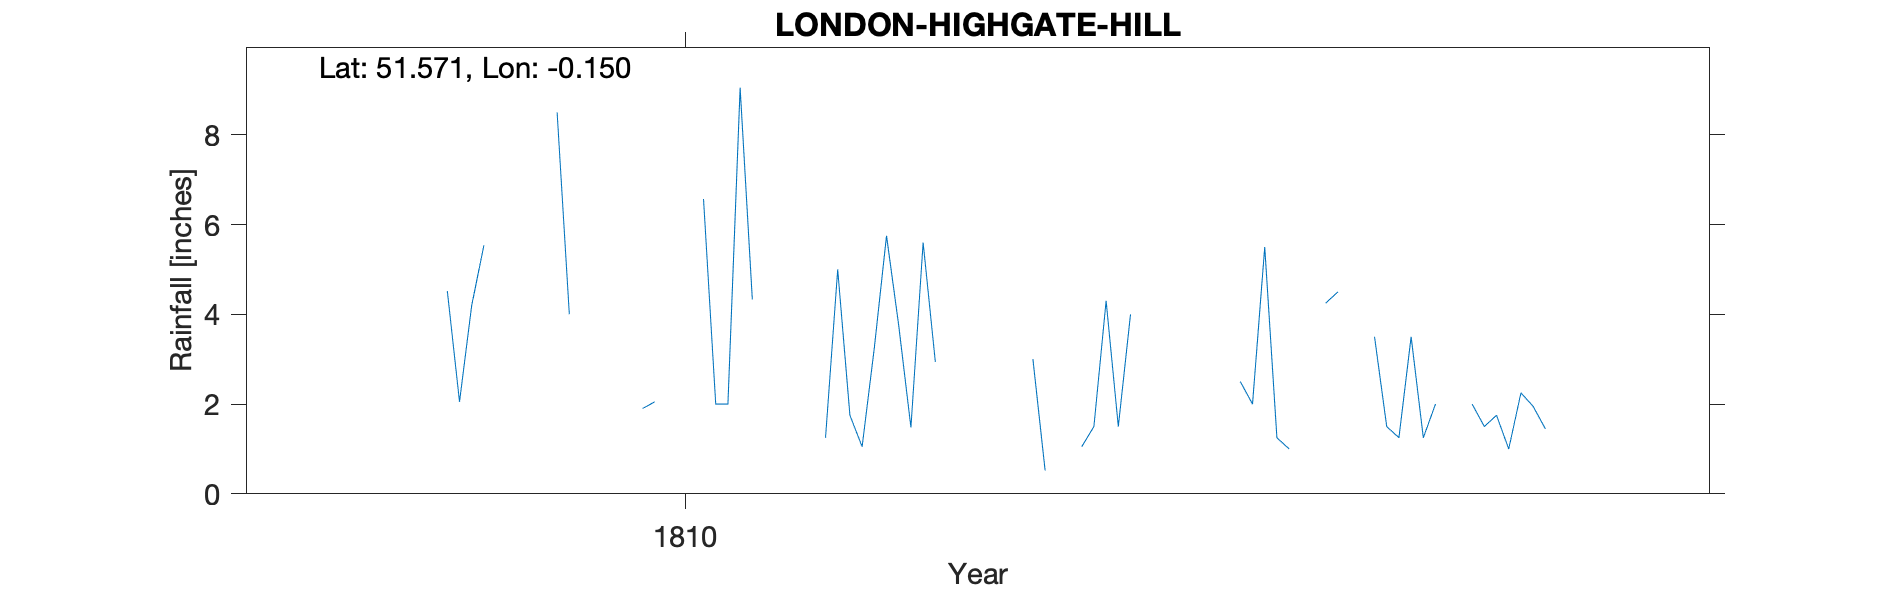 LONDON-HIGHGATE-HILL
Lat: 51.571, Lon: -0.150
8
6
4
2
0
Rainfall [inches]
1810
Year